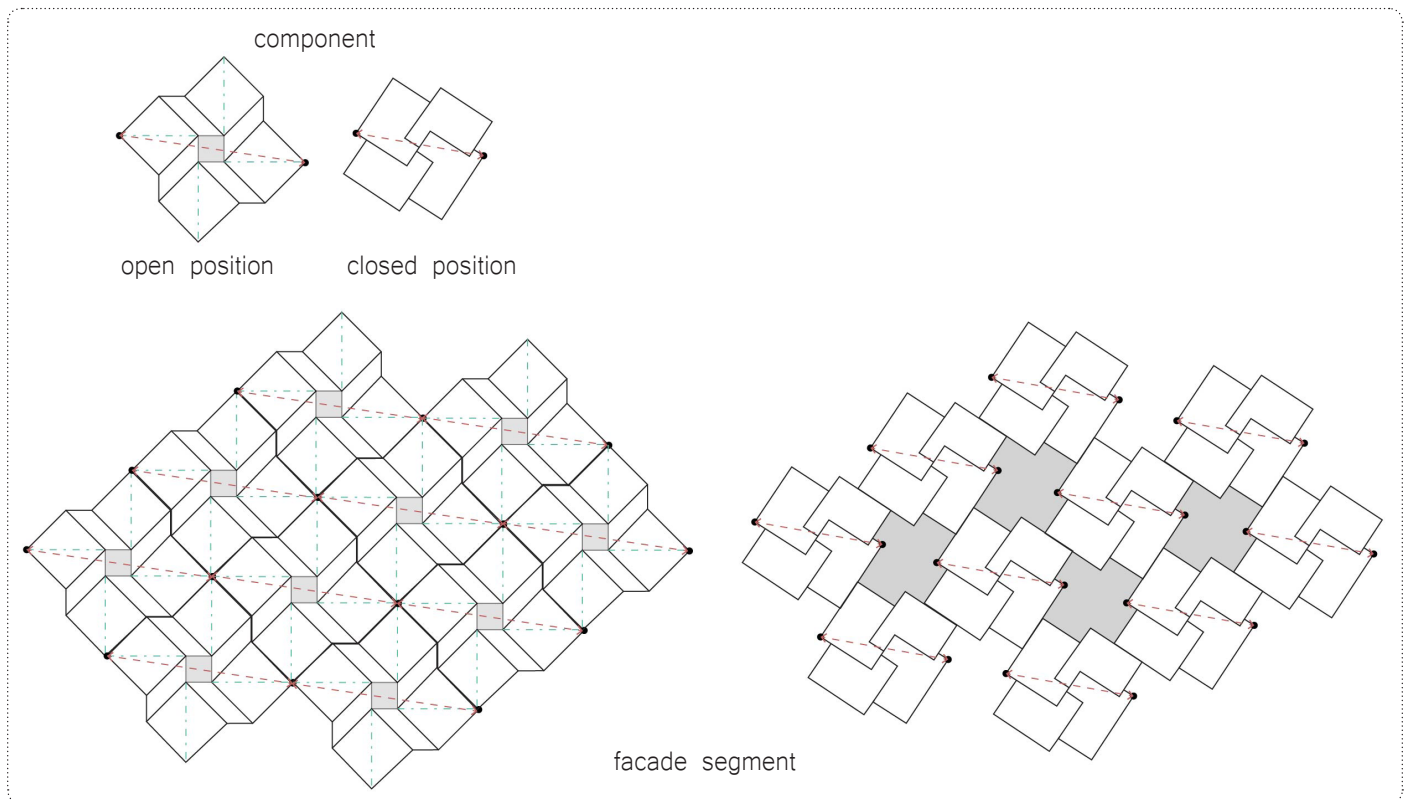 component
open position
closed position
facade segment